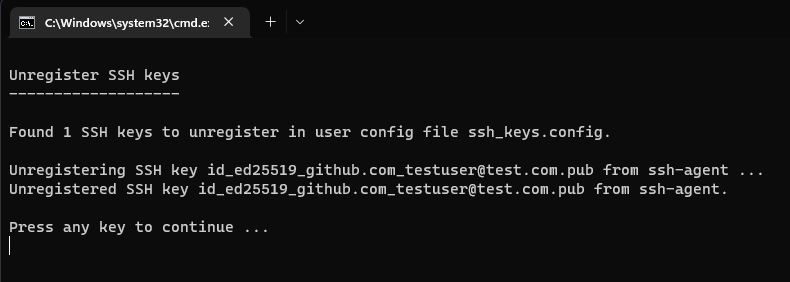 C:\Windows\system32\cmd.e
Unregister SSH keys
-------------------
Found 1 SSH keys to unregister in user config file ssh_keys.config.
Unregistering SSH key id_ed25519_github.com_testuser@test.com.pub from ssh-agent ...
Unregistered SSH key id_ed25519_github.com_testuser@test.com.pub from ssh-agent.
Press any key to continue ...